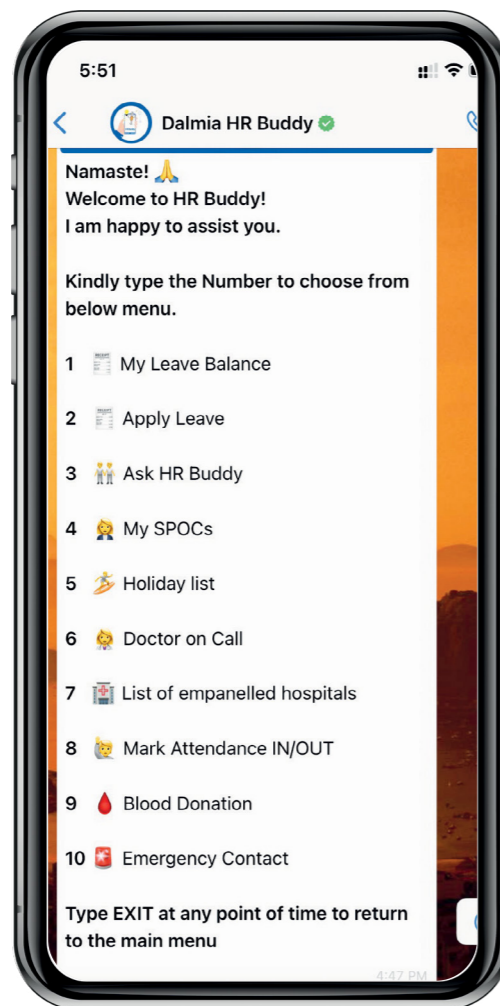 5:51
Dalmia HR Buddy
Namaste! 🙏
Welcome to HR Buddy!
I am happy to assist you.
Kindly type the Number to choose from
below menu.
1 🧾 My Leave Balance
2 🧾 Apply Leave
3 👬 Ask HR Buddy
4 👩‍💼 My SPOCs
5 🏄 Holiday list
6 👩‍⚕️ Doctor on Call
7 🏥 List of empanelled hospitals
8 🙋 Mark Attendance IN/OUT
9 🩸 Blood Donation
10 🚨 Emergency Contact
Type EXIT at any point of time to return
to the main menu
4:47 PM